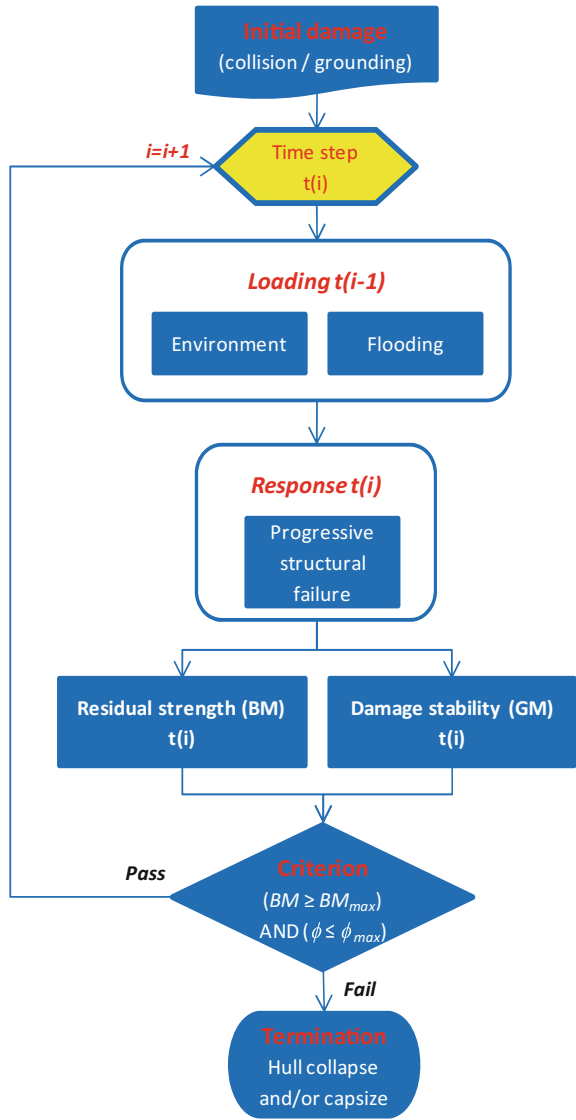 Initial damage
(collision / grounding)
i=i+1
Time step
t(i)
Loading t(i-1)
Environment
Flooding
Response t(i)
Progressive
structural
failure
Residual strength (BM)
t(i)
Damage stability (GM)
t(i)
Pass
Criterion
(BM ≥ BMmax)
AND (ϕ ≤ ϕmax)
Fail
Termination
Hull collapse
and/or capsize